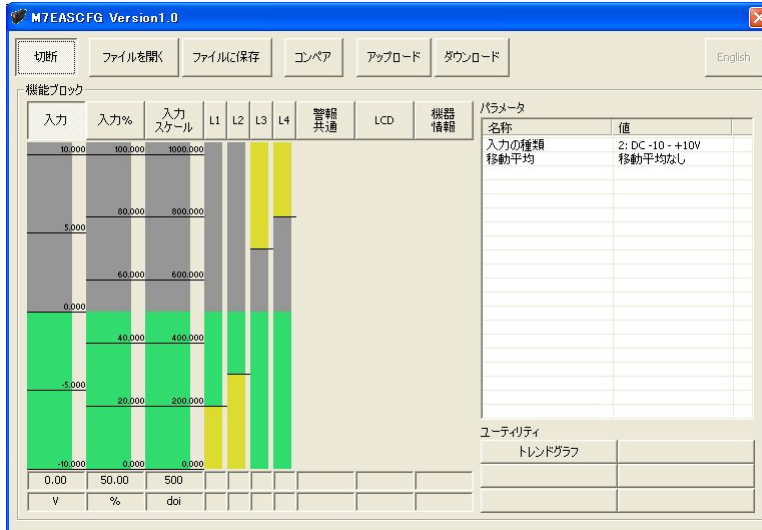 M7EASCFG Version1.0
切断 ファイルを開く ファイルに保存 コンペア アップロード ダウンロード English
機能ブロック
入力 入力% 入力スケール L1 L2 L3 L4 警報共通 LCD 機器情報
パラメータ
名称 値
入力の種類 2: DC -10 - +10V
移動平均 移動平均なし
10.000 100.000 1000.000
80.000 800.000
5.000
60.000 600.000
0.000
40.000 400.000
-5.000
20.000 200.000
-10.000 0.000 0.000
0.00 50.00 500
V % doi
ユーティリティ
トレンドグラフ